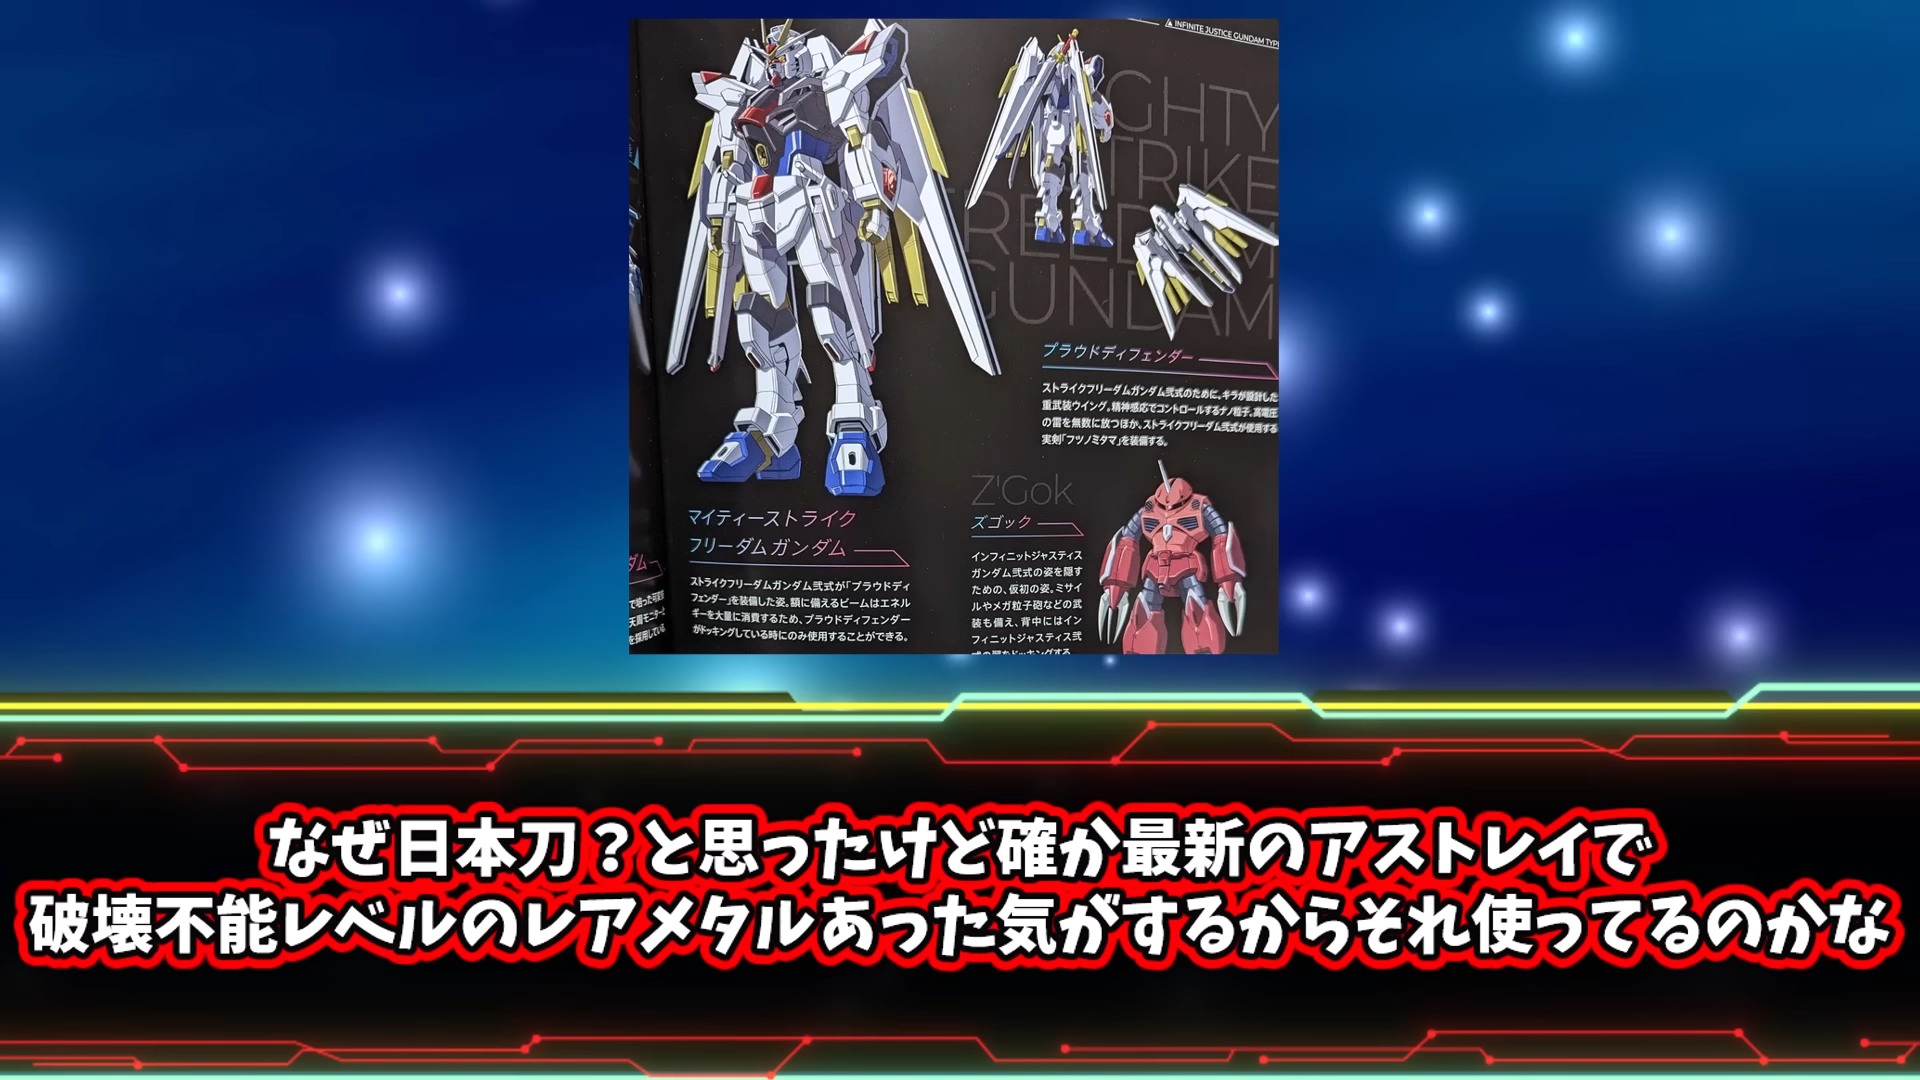 INFINITE JUSTICE GUNDAM TYP
GHTY
TRIKE
FREEDOM
GUNDAM
プラウドディフェンダー
ストライクフリーダムガンダム弐式のために、キラが設計した
重武装ウイング。精神感応でコントロールするナノ粒子、高電圧
の雷を無数に放つほか、ストライクフリーダム弐式が使用する
実剣「フツノミタマ」を装備する。
Z'Gok
ズゴック
インフィニットジャスティス
ガンダム弐式の姿を隠す
ための、仮初の姿。ミサイ
ルやメガ粒子砲などの武
装も備え、背中にはイン
フィニットジャスティス弐
マイティーストライク
フリーダムガンダム
ストライクフリーダムガンダム弐式が「プラウドディ
フェンダー」を装備した姿。額に備えるビームはエネル
ギーを大量に消費するため、プラウドディフェンダー
がドッキングしている時にのみ使用することができる。
ダム
なぜ日本刀？と思ったけど確か最新のアストレイで
破壊不能レベルのレアメタルあった気がするからそれ使ってるのかな